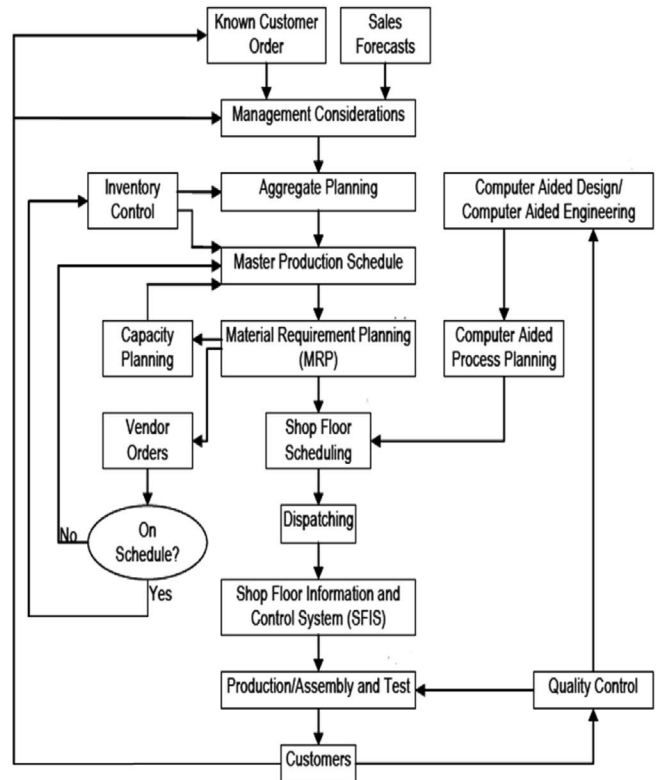 Known Customer
Order
Sales
Forecasts
Management Considerations
Inventory
Control
Aggregate Planning
Computer Aided Design/
Computer Aided Engineering
Master Production Schedule
Capacity
Planning
Material Requirement Planning
(MRP)
Computer Aided
Process Planning
Vendor
Orders
Shop Floor
Scheduling
No
On
Schedule?
Dispatching
Yes
Shop Floor Information and
Control System (SFIS)
Production/Assembly and Test
Quality Control
Customers